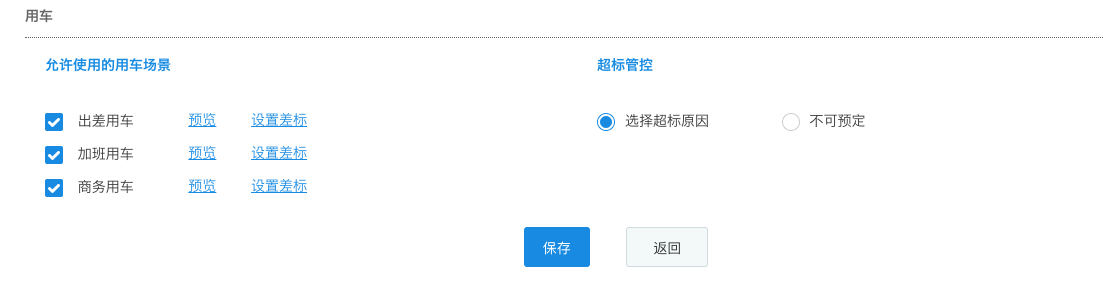 用车
允许使用的用车场景 超标管控
出差用车 预览 设置差标 选择超标原因 不可预定
加班用车 预览 设置差标
商务用车 预览 设置差标
保存 返回